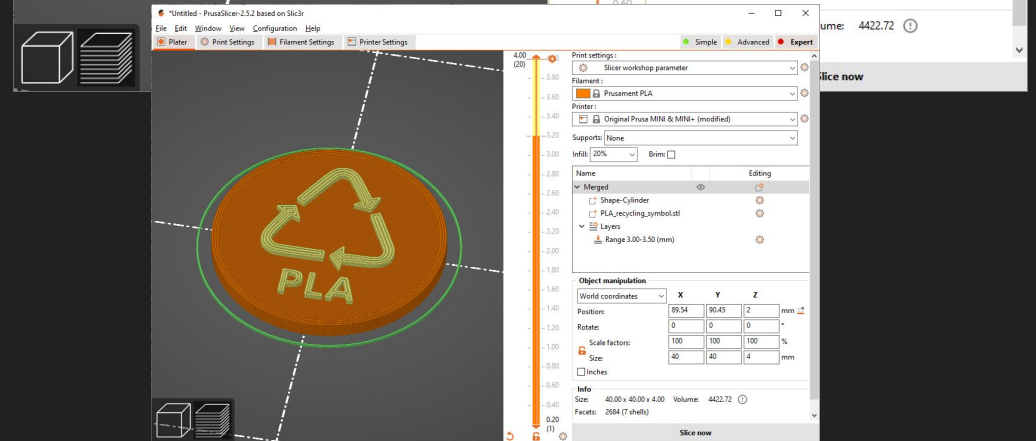 0.60
*Untitled - PrusaSlicer-2.5.2 based on Slic3r
File Edit Window View Configuration Help
Plater Print Settings Filament Settings Printer Settings
Simple Advanced Expert
ume: 4422.72
lice now
4.00
(20)
3.80
3.60
3.40
3.20
3.00
2.80
2.60
2.40
2.20
2.00
1.80
1.60
1.40
1.20
1.00
0.80
0.60
0.40
0.20
(1)
PLA
Print settings :
Slicer workshop parameter
Filament :
Prusament PLA
Printer :
Original Prusa MINI & MINI+ (modified)
Supports: None
Infill: 20% Brim:
Name Editing
Merged
Shape-Cylinder
PLA_recycling_symbol.stl
Layers
Range 3.00-3.50 (mm)
Object manipulation
World coordinates X Y Z
Position: 89.54 90.45 2 mm
Rotate: 0 0 0 °
Scale factors: 100 100 100 %
Size: 40 40 4 mm
Inches
Info
Size: 40.00 x 40.00 x 4.00 Volume: 4422.72
Facets: 2684 (7 shells)
Slice now